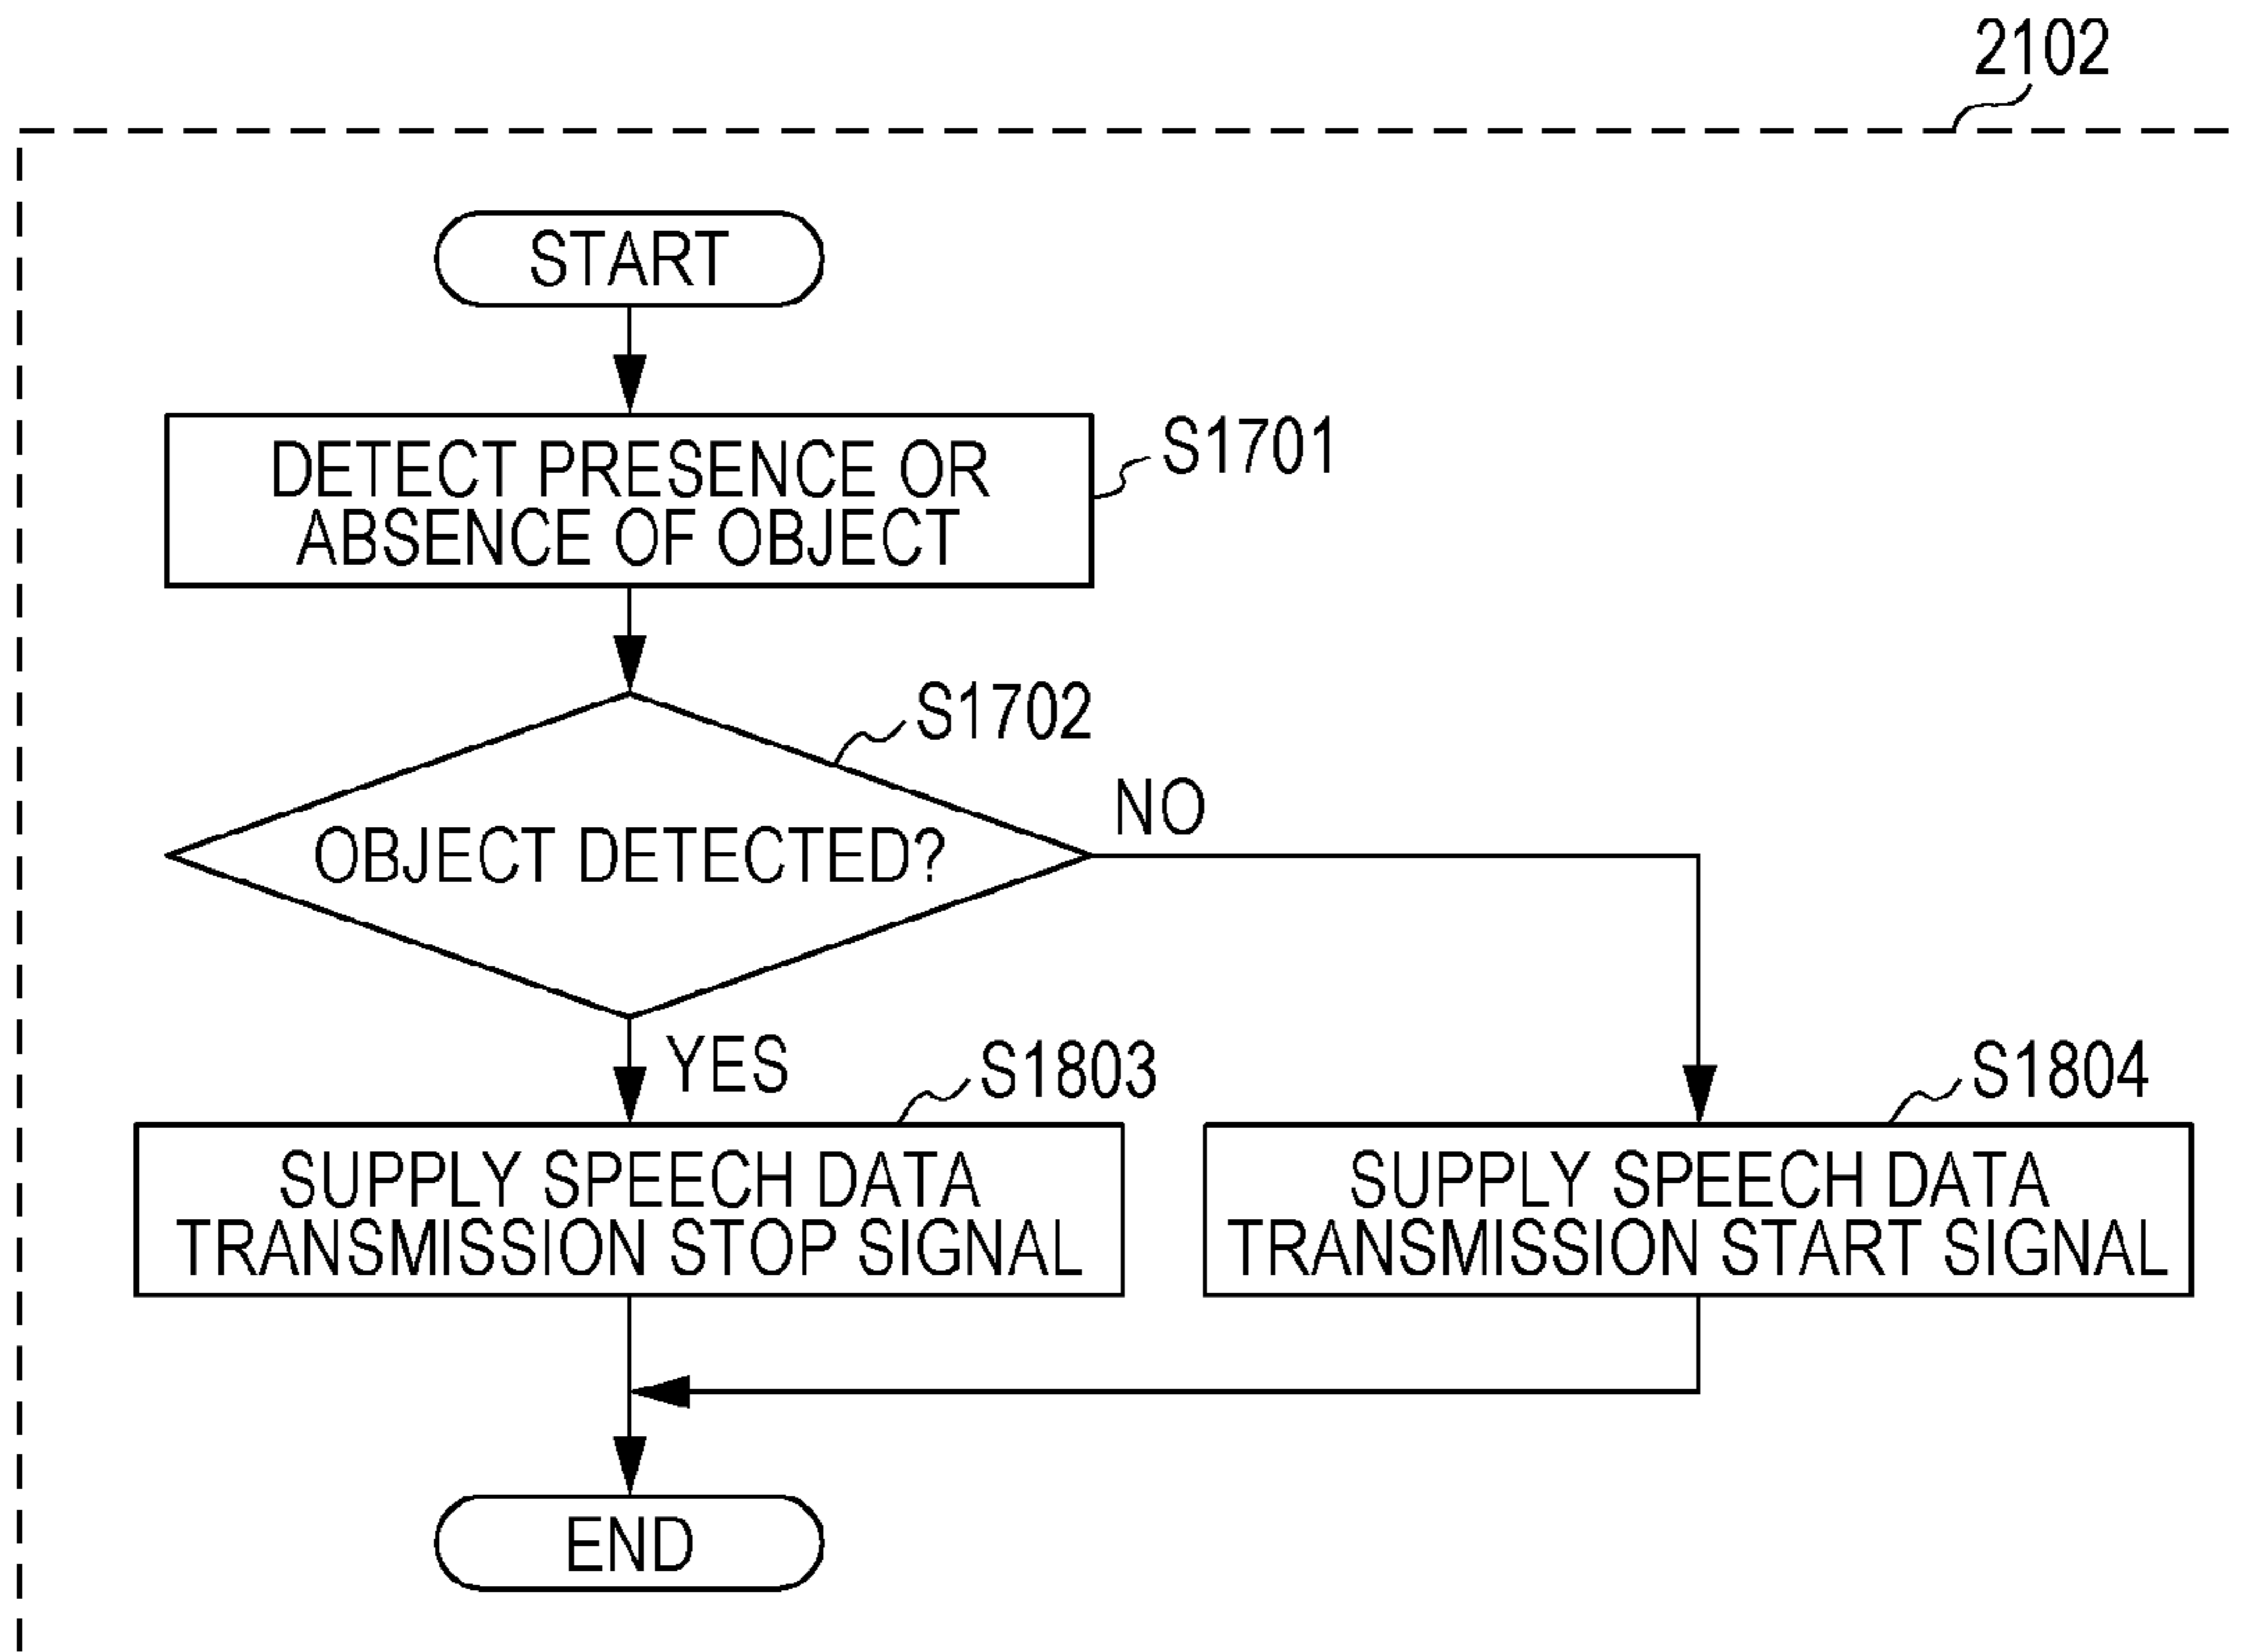 2102
START
DETECT PRESENCE OR
ABSENCE OF OBJECT
S1701
S1702
OBJECT DETECTED?
NO
YES
S1803
SUPPLY SPEECH DATA
TRANSMISSION STOP SIGNAL
S1804
SUPPLY SPEECH DATA
TRANSMISSION START SIGNAL
END